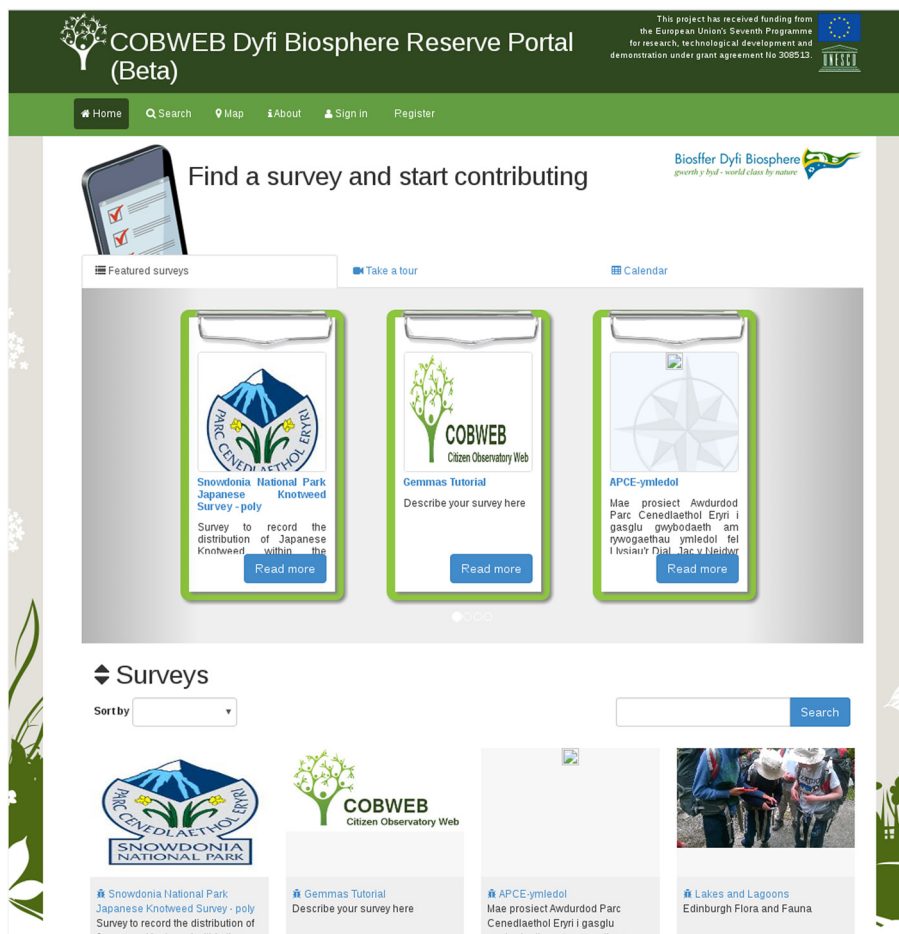 COBWEB Dyfi Biosphere Reserve Portal
(Beta)
This project has received funding from
the European Union's Seventh Programme
for research, technological development and
demonstration under grant agreement No 308513.
UNESCO
Home
Search
Map
About
Sign in
Register
Find a survey and start contributing
Biosffer Dyfi Biosphere
gwerth y byd - world class by nature
Featured surveys
Take a tour
Calendar
PARC CENEDLAETHOL ERYRI
COBWEB
Citizen Observatory Web
Snowdonia National Park
Japanese Knotweed
Survey - poly
Survey to record the
distribution of Japanese
Knotweed within the
Read more
Gemmas Tutorial
Describe your survey here
Read more
APCE-ymledol
Mae prosiect Awdurdod
Parc Cenedlaethol Eryri i
gasglu gwybodaeth am
rywogaethau ymledol fel
Llysiau'r Dial, Jac y Neidwr
Read more
Surveys
Sort by
Search
PARC CENEDLAETHOL ERYRI
SNOWDONIA
NATIONAL PARK
COBWEB
Citizen Observatory Web
Snowdonia National Park
Japanese Knotweed Survey - poly
Survey to record the distribution of
Gemmas Tutorial
Describe your survey here
APCE-ymledol
Mae prosiect Awdurdod Parc
Cenedlaethol Eryri i gasglu
Lakes and Lagoons
Edinburgh Flora and Fauna